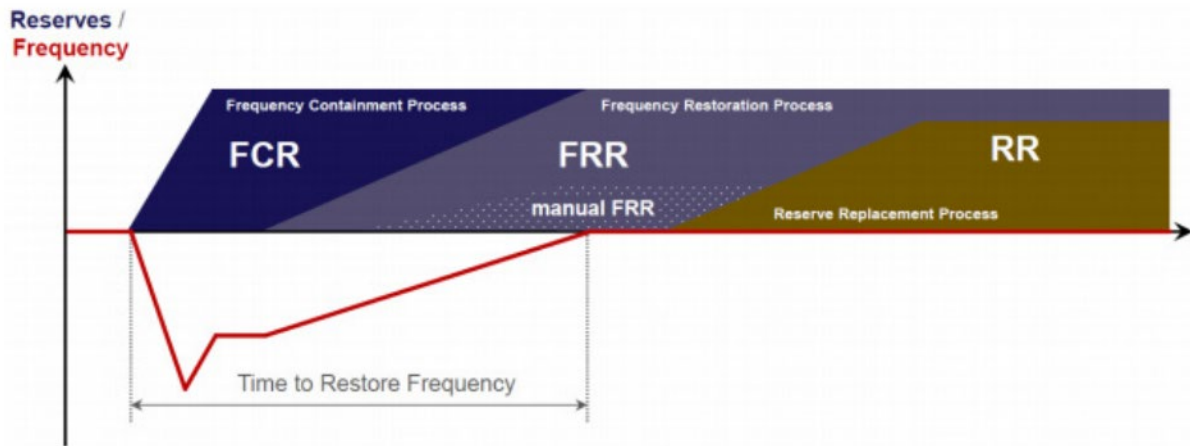 Reserves /
Frequency
Frequency Containment Process
Frequency Restoration Process
FCR
FRR
RR
manual FRR
Reserve Replacement Process
Time to Restore Frequency